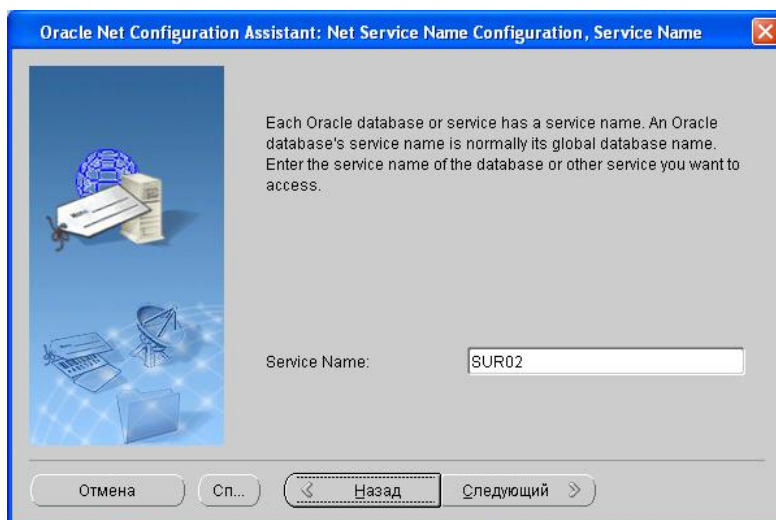 Oracle Net Configuration Assistant: Net Service Name Configuration, Service Name
Each Oracle database or service has a service name. An Oracle
database's service name is normally its global database name.
Enter the service name of the database or other service you want to
access.
Service Name:
SUR02
Отмена
Сп...
Назад
Следующий